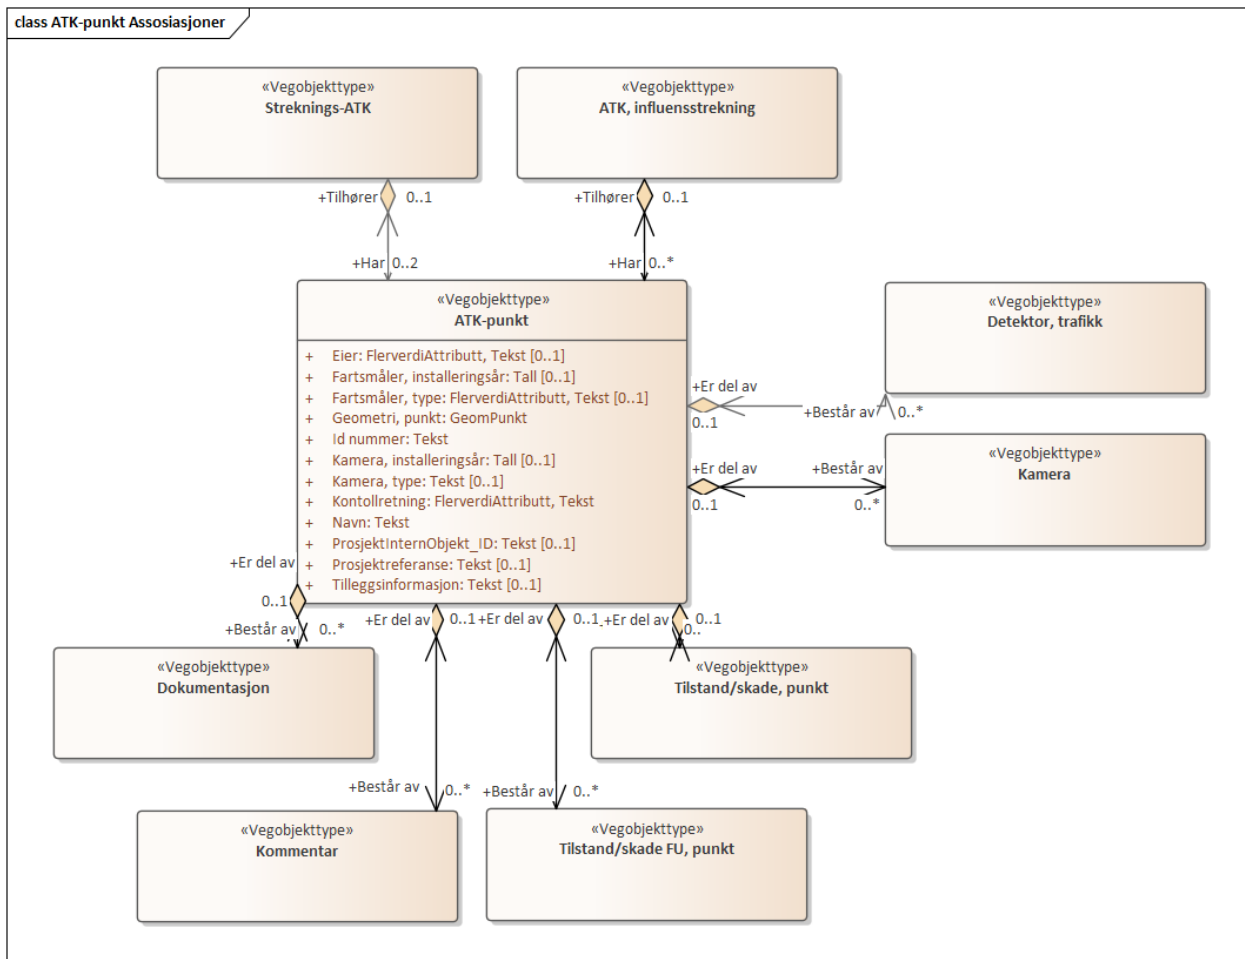 class ATK-punkt Assosiasjoner
«Vegobjekttype»
Streknings-ATK
«Vegobjekttype»
ATK, influensstrekning
+Tilhører 0..1
+Tilhører 0..1
+Har 0..2
+Har 0..*
«Vegobjekttype»
ATK-punkt
+ Eier: FlerverdiAttributt, Tekst [0..1]
+ Fartsmåler, installeringsår: Tall [0..1]
+ Fartsmåler, type: FlerverdiAttributt, Tekst [0..1]
+ Geometri, punkt: GeomPunkt
+ Id nummer: Tekst
+ Kamera, installeringsår: Tall [0..1]
+ Kamera, type: Tekst [0..1]
+ Kontollretning: FlerverdiAttributt, Tekst
+ Navn: Tekst
+ ProsjektInternObjekt_ID: Tekst [0..1]
+ Prosjektreferanse: Tekst [0..1]
+ Tilleggsinformasjon: Tekst [0..1]
«Vegobjekttype»
Detektor, trafikk
+Er del av
0..1
+Består av 0..*
«Vegobjekttype»
Kamera
+Er del av
0..1
+Består av
0..*
+Er del av
0..1
+Består av 0..*
+Er del av 0..1
+Er del av 0..1
+Er del av 0..1
0..
«Vegobjekttype»
Dokumentasjon
«Vegobjekttype»
Tilstand/skade, punkt
+Består av 0..*
+Består av 0..*
«Vegobjekttype»
Kommentar
«Vegobjekttype»
Tilstand/skade FU, punkt